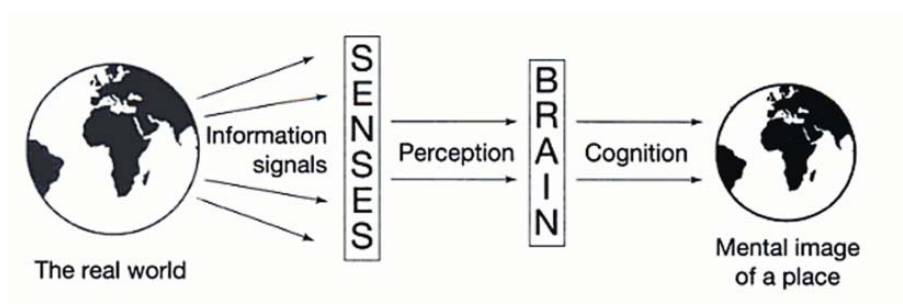 The real world
Information
signals
SENSES
Perception
BRAIN
Cognition
Mental image
of a place